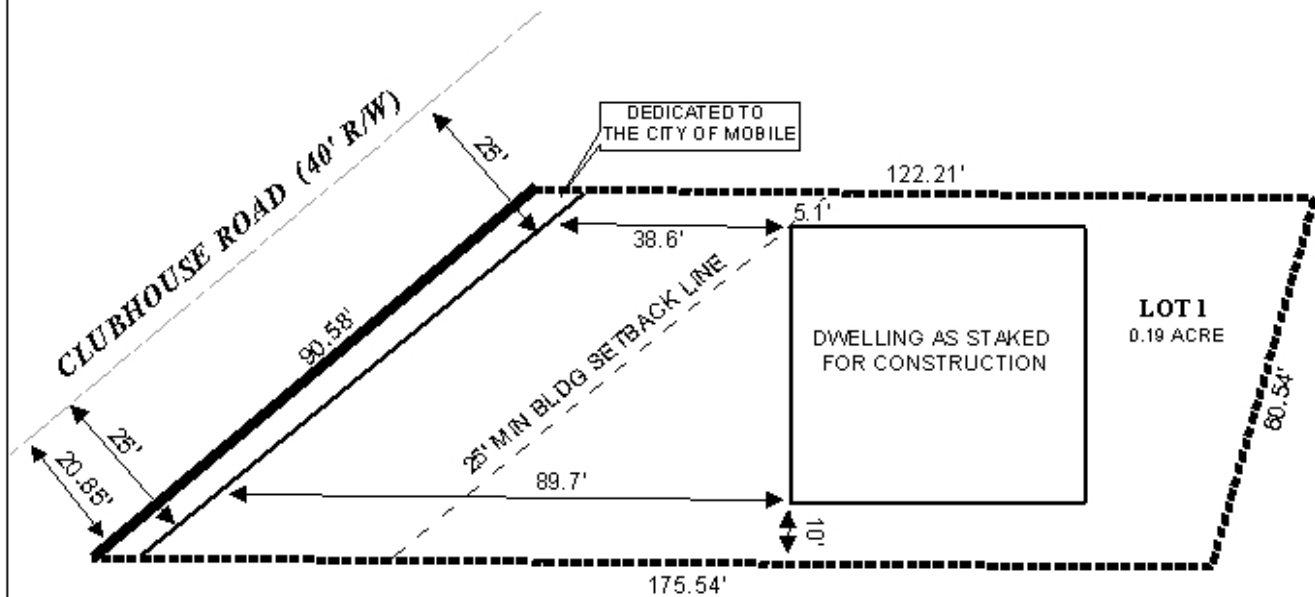 CLUBHOUSE ROAD (40' R/W)
25'
DEDICATED TO
THE CITY OF MOBILE
122.21'
5.1'
38.6'
25' MIN BLDG SETBACK LINE
90.58'
DWELLING AS STAKED
FOR CONSTRUCTION
LOT 1
0.19 ACRE
60.54'
25'
20.85'
89.7'
10'
175.54'